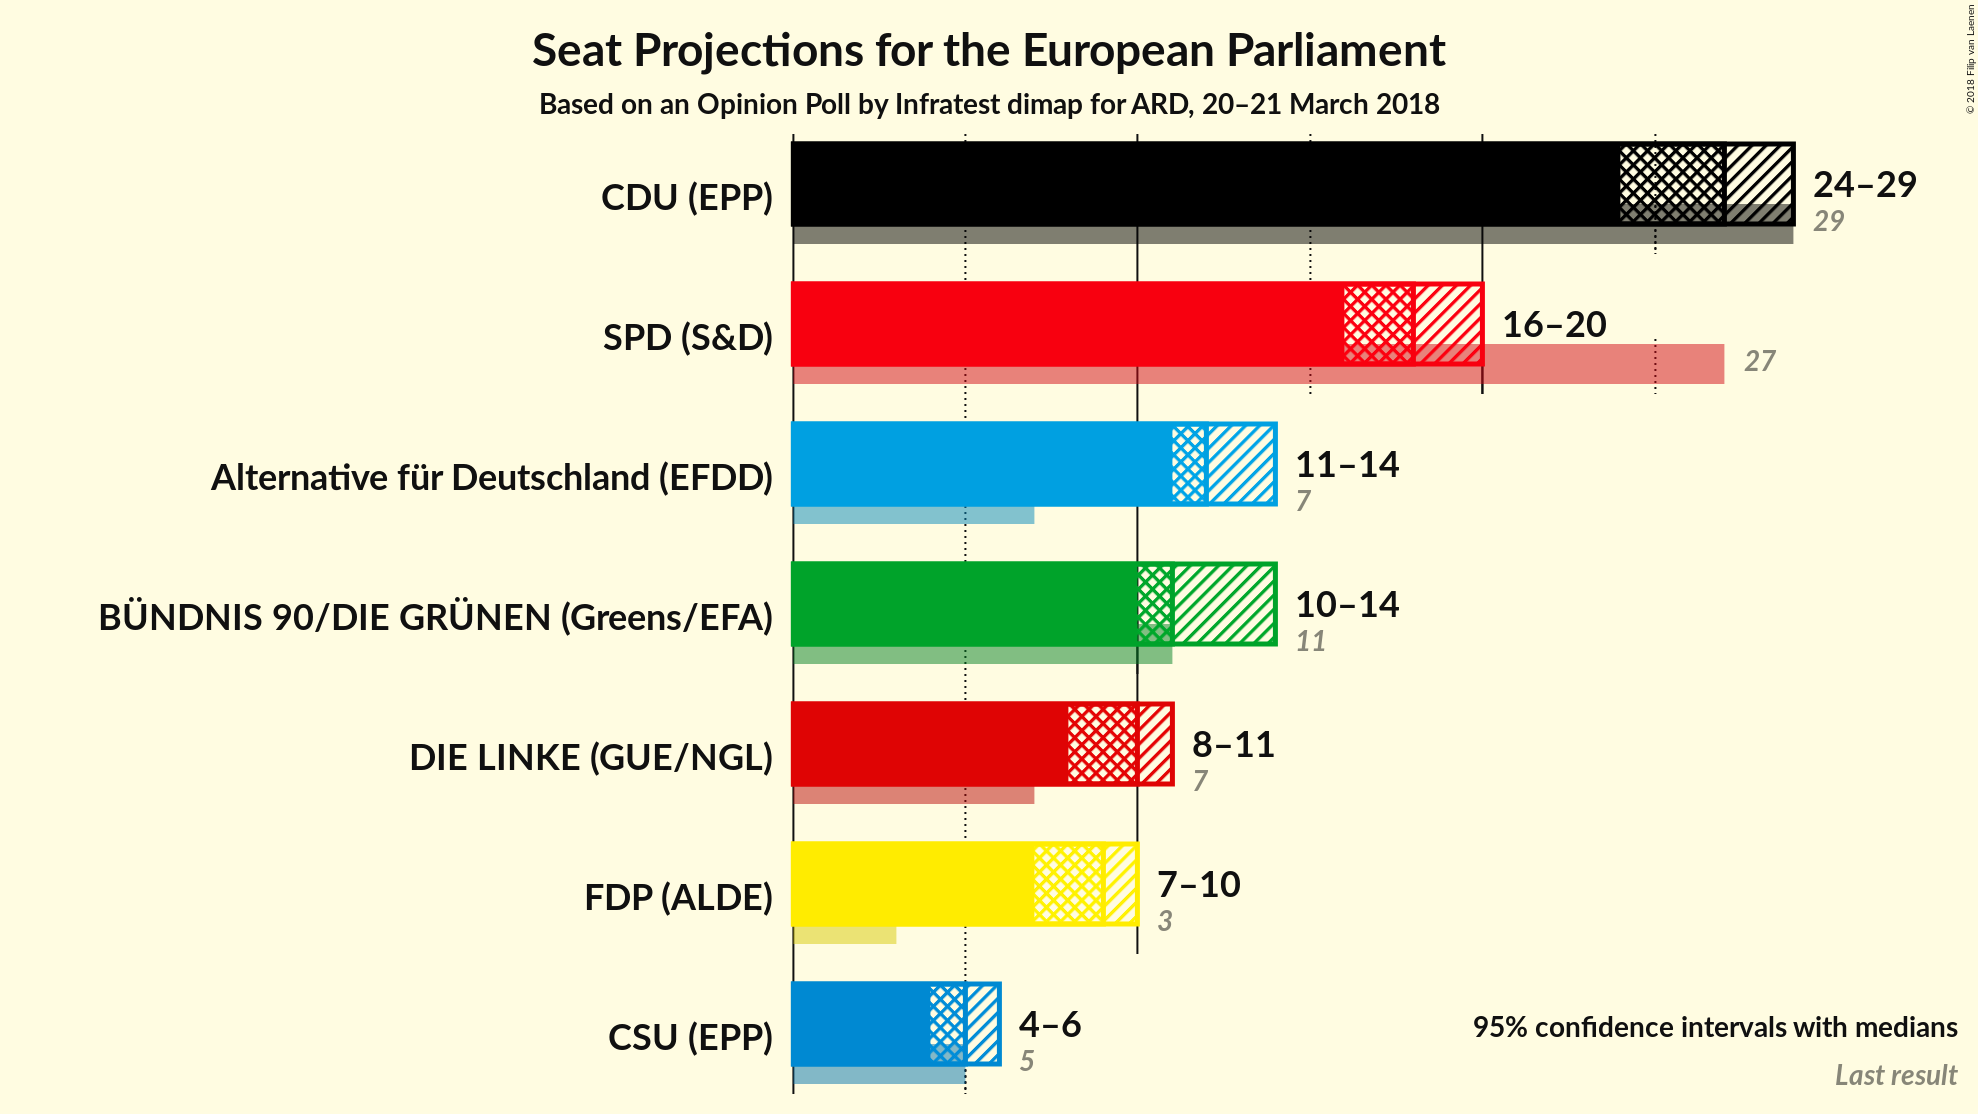 Seat Projections for the European Parliament
Based on an Opinion Poll by Infratest dimap for ARD, 20–21 March 2018
© 2018 Filip van Laenen
CDU (EPP)
24–29
29
SPD (S&D)
16–20
27
Alternative für Deutschland (EFDD)
11–14
7
BÜNDNIS 90/DIE GRÜNEN (Greens/EFA)
10–14
11
DIE LINKE (GUE/NGL)
8–11
7
FDP (ALDE)
7–10
3
CSU (EPP)
4–6
5
95% confidence intervals with medians
Last result